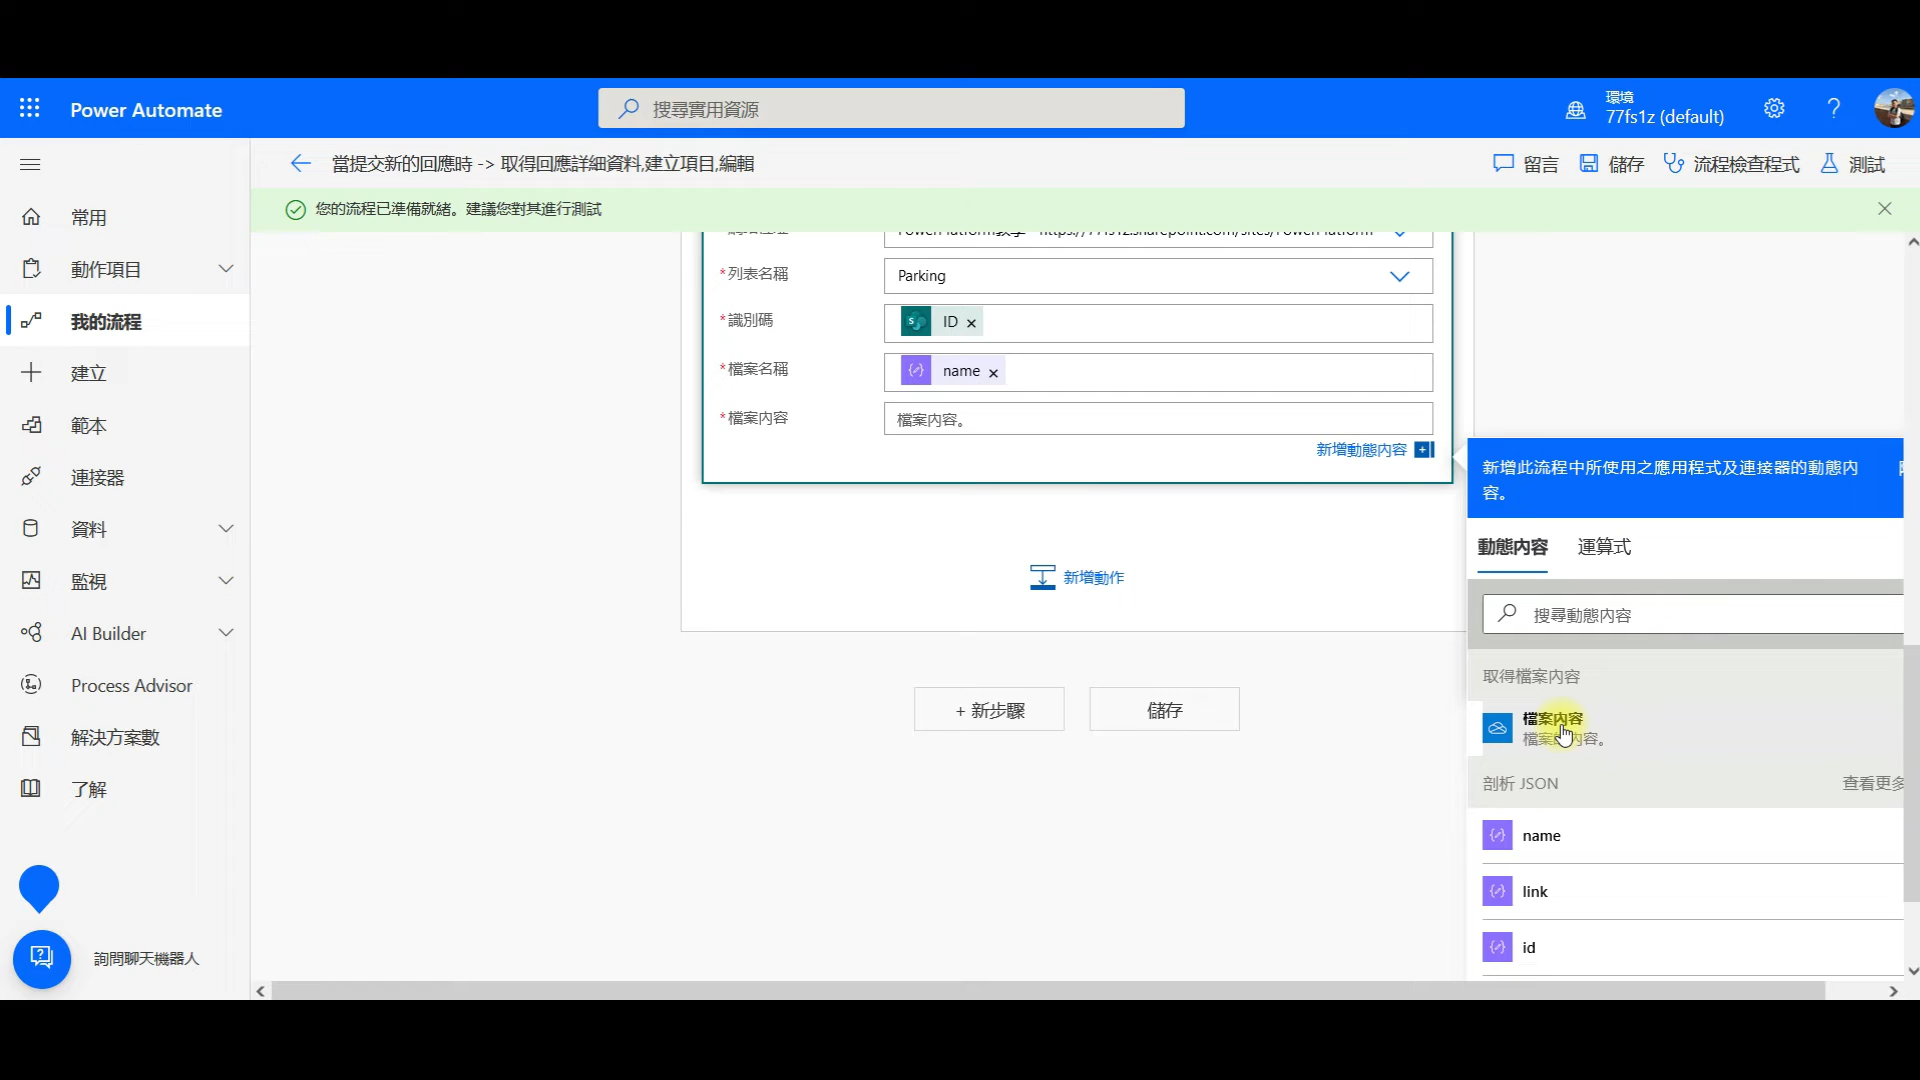 Power Automate
搜尋實用資源
環境
77fs1z (default)
當提交新的回應時 -> 取得回應詳細資料,建立項目,編輯
留言
儲存
流程檢查程式
測試
您的流程已準備就緒。建議您對其進行測試
常用
動作項目
我的流程
建立
範本
連接器
資料
監視
AI Builder
Process Advisor
解決方案數
了解
詢問聊天機器人
*列表名稱
Parking
*識別碼
ID
*檔案名稱
name
*檔案內容
檔案內容。
新增動態內容
新增動作
+ 新步驟
儲存
新增此流程中所使用之應用程式及連接器的動態內
容。
動態內容
運算式
搜尋動態內容
取得檔案內容
檔案內容
檔案的內容。
剖析 JSON
查看更多
name
link
id